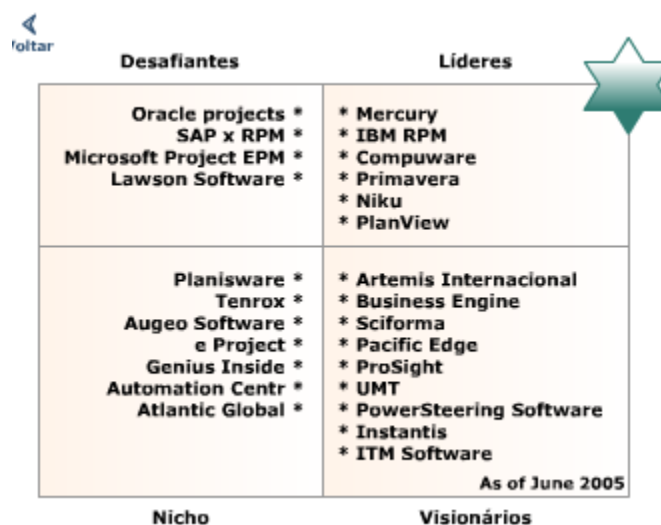 Voltar
Desafiantes
Líderes
Oracle projects *
SAP x RPM *
Microsoft Project EPM *
Lawson Software *
* Mercury
* IBM RPM
* Compuware
* Primavera
* Niku
* PlanView
Planisware *
Tenrox *
Augeo Software *
e Project *
Genius Inside *
Automation Centr *
Atlantic Global *
* Artemis Internacional
* Business Engine
* Sciforma
* Pacific Edge
* ProSight
* UMT
* PowerSteering Software
* Instantis
* ITM Software
As of June 2005
Nicho
Visionários